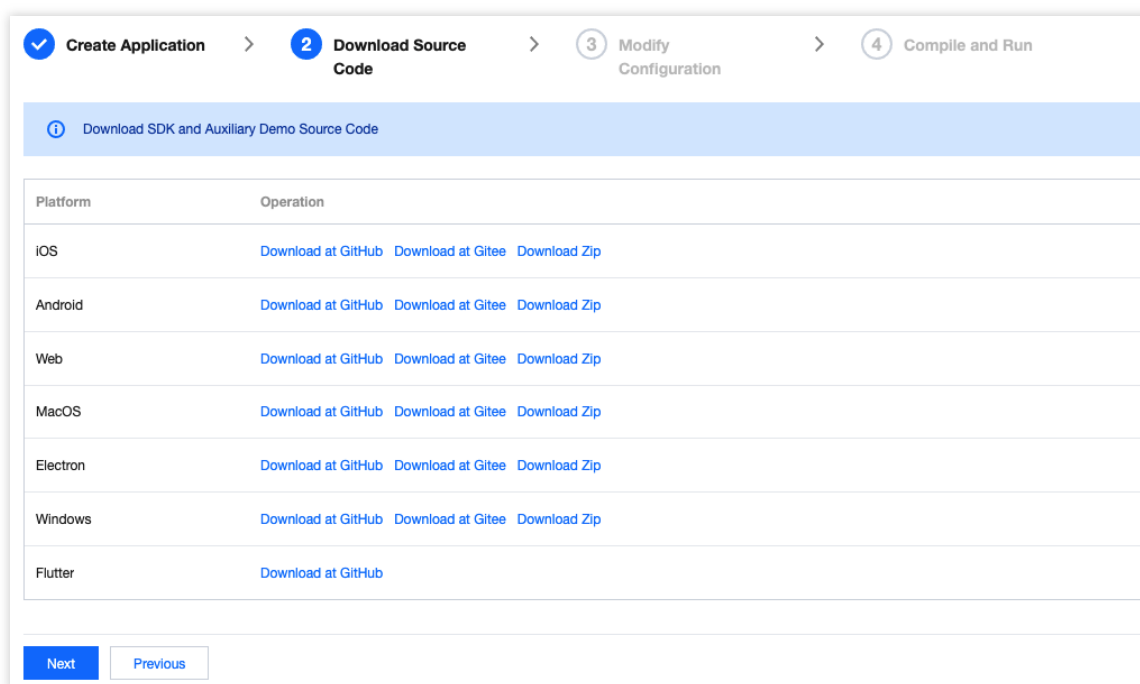 Create Application
2 Download Source
Code
3 Modify
Configuration
4 Compile and Run
Download SDK and Auxiliary Demo Source Code
Platform Operation
iOS Download at GitHub Download at Gitee Download Zip
Android Download at GitHub Download at Gitee Download Zip
Web Download at GitHub Download at Gitee Download Zip
MacOS Download at GitHub Download at Gitee Download Zip
Electron Download at GitHub Download at Gitee Download Zip
Windows Download at GitHub Download at Gitee Download Zip
Flutter Download at GitHub
Next Previous